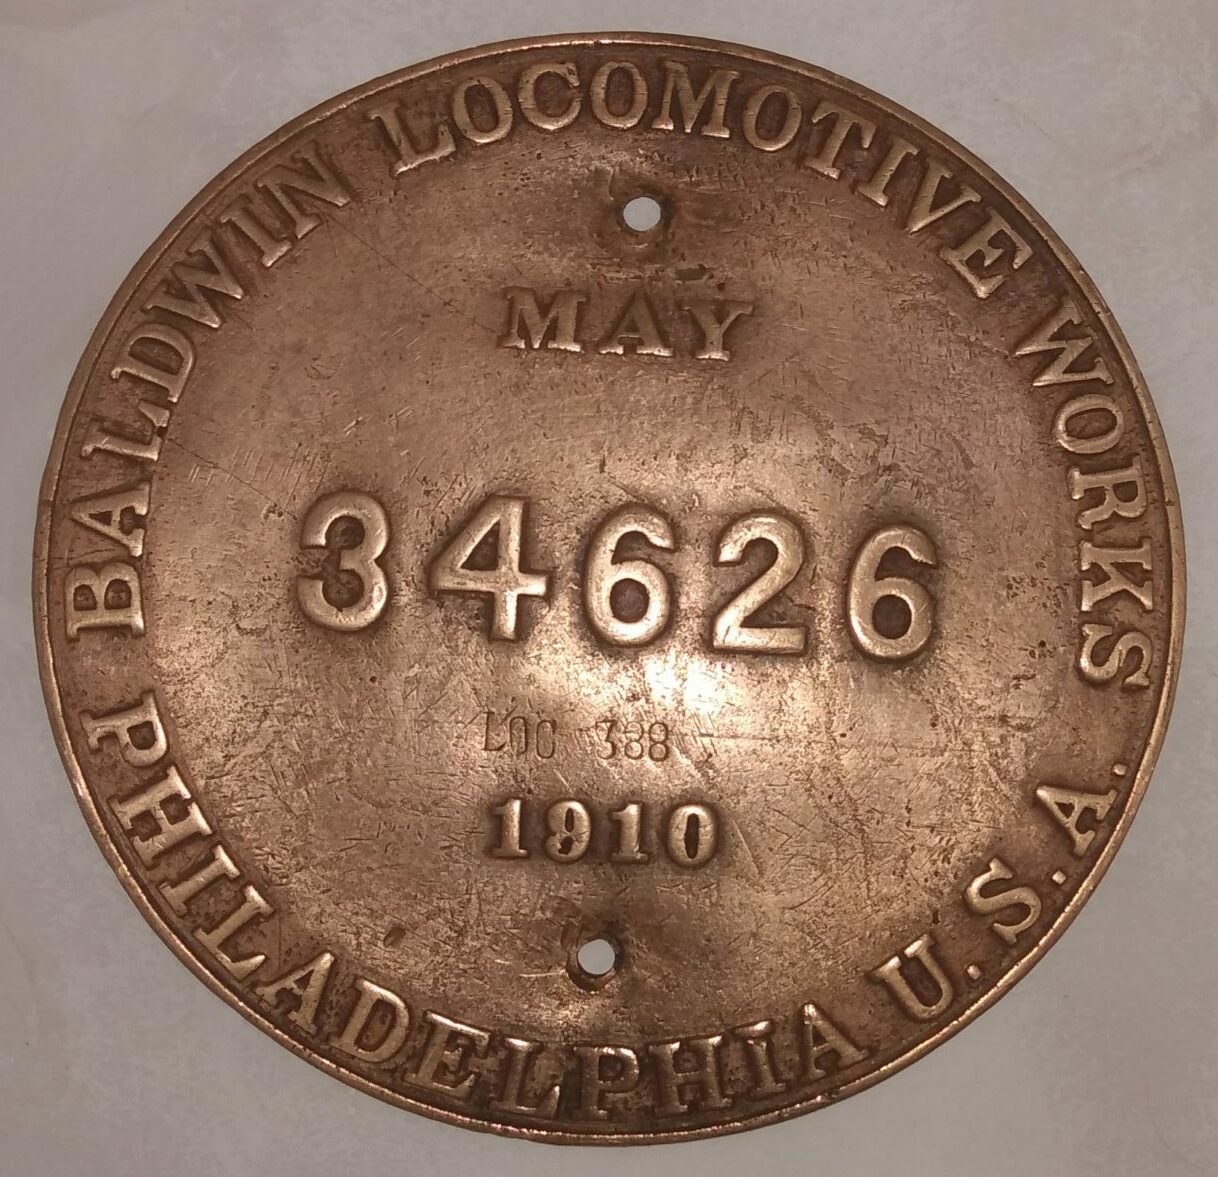 BALDWIN LOCOMOTIVE WORKS
MAY
34626
LOC 388
1910
PHILADELPHIA U.S.A.